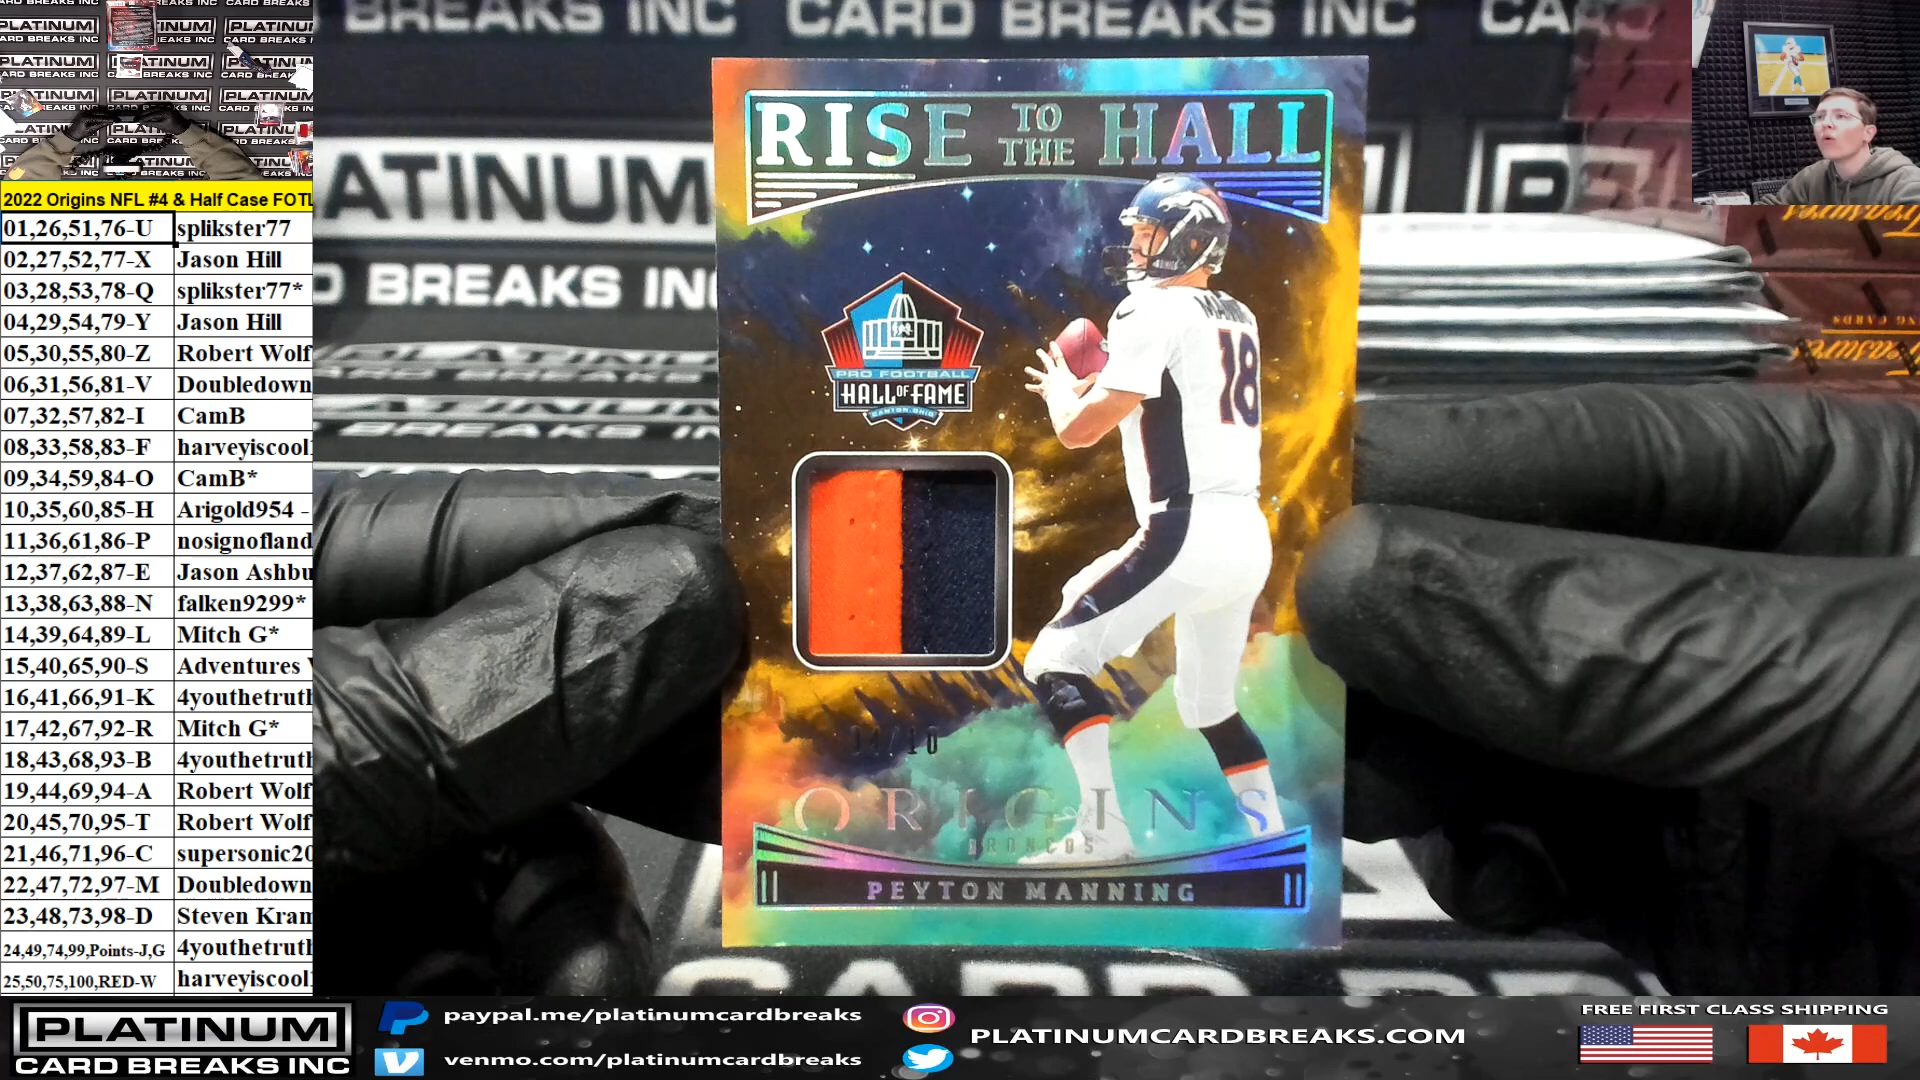 2022 Origins NFL #4 & Half Case FOTL
01,26,51,76-U splikster77
02,27,52,77-X Jason Hill
03,28,53,78-Q splikster77*
04,29,54,79-Y Jason Hill
05,30,55,80-Z Robert Wolf
06,31,56,81-V Doubledown
07,32,57,82-I CamB
08,33,58,83-F harveyiscool
09,34,59,84-O CamB*
10,35,60,85-H Arigold954 -
11,36,61,86-P nosignofland
12,37,62,87-E Jason Ashbu
13,38,63,88-N falken9299*
14,39,64,89-L Mitch G*
15,40,65,90-S Adventures
16,41,66,91-K 4youthetruth
17,42,67,92-R Mitch G*
18,43,68,93-B 4youthetruth
19,44,69,94-A Robert Wolf
20,45,70,95-T Robert Wolf
21,46,71,96-C supersonic20
22,47,72,97-M Doubledown
23,48,73,98-D Steven Kram
24,49,74,99,Points-J,G 4youthetruth
25,50,75,100,RED-W harveyiscool
BREAKS INC CARD BREAKS INC
PLATINUM
BREAKS
RISE TO THE HALL
PRO FOOTBALL
HALL OF FAME
CANTON, OHIO
18
ORIGINS
BRONCOS
PEYTON MANNING
PLATINUM
CARD BREAKS INC
paypal.me/platinumcardbreaks
venmo.com/platinumcardbreaks
PLATINUMCARDBREAKS.COM
FREE FIRST CLASS SHIPPING